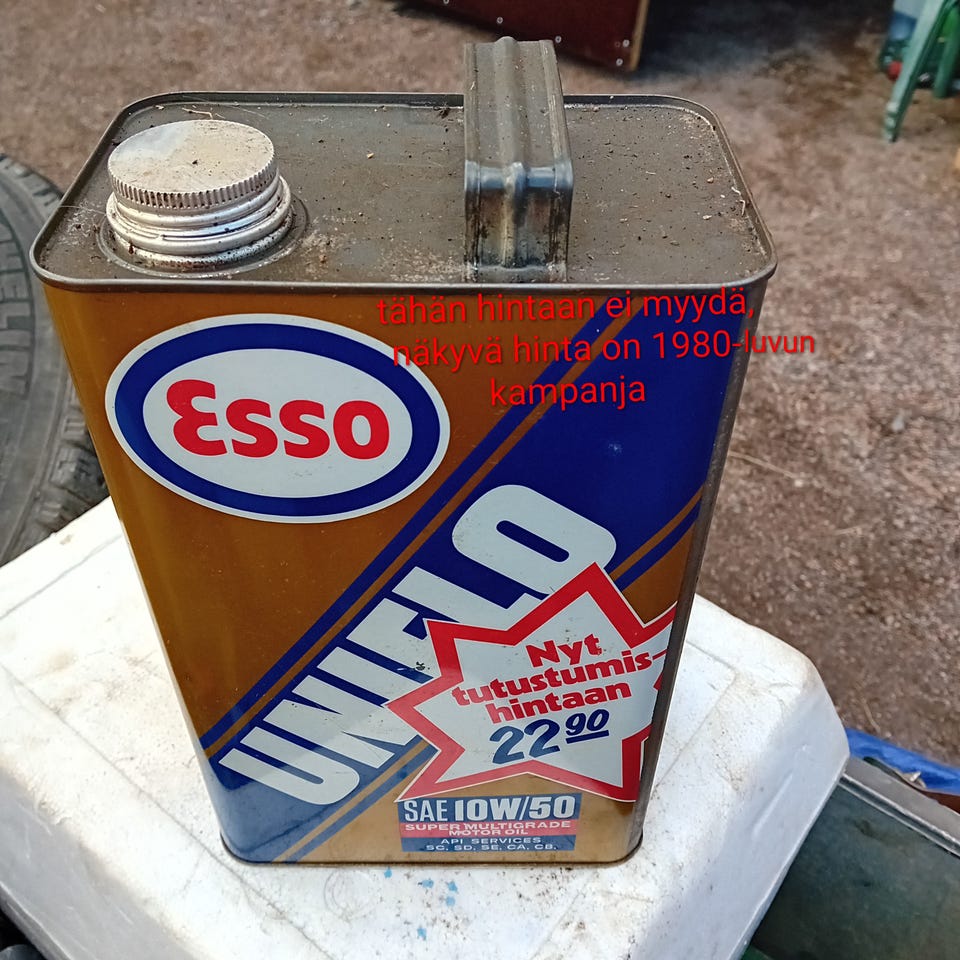 tähän hintaan ei myydä,
näkyvä hinta on 1980-luvun
kampanja
Esso
UNIFLO
Nyt
tutustumis-
hintaan
22 90
SAE 10W/50
SUPER MULTIGRADE
MOTOR OIL
API SERVICES
SC, SD, SE, CA, CB.